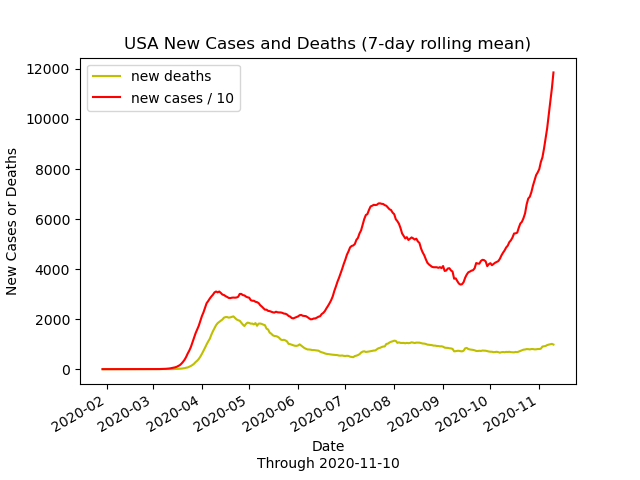 USA New Cases and Deaths (7-day rolling mean)
new deaths
new cases / 10
12000
10000
8000
6000
4000
2000
0
New Cases or Deaths
2020-02
2020-03
2020-04
2020-05
2020-06
2020-07
2020-08
2020-09
2020-10
2020-11
Date
Through 2020-11-10